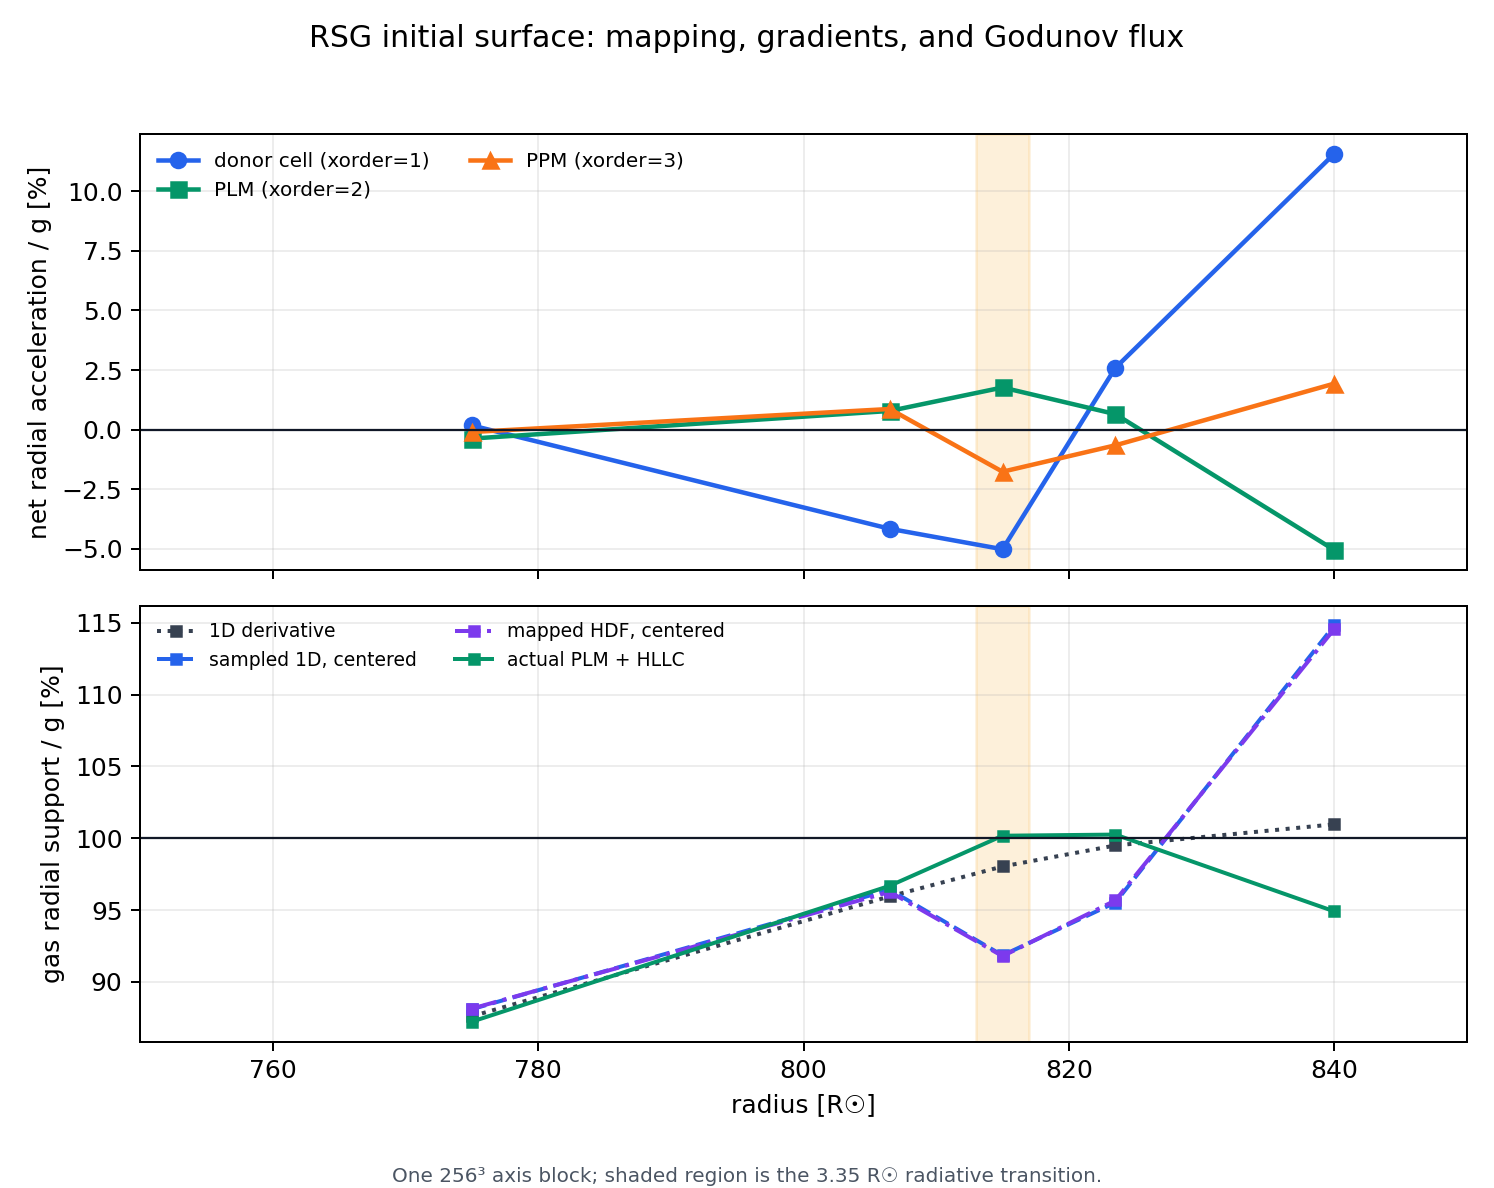 RSG initial surface: mapping, gradients, and Godunov flux
net radial acceleration / g [%]
10.0
7.5
5.0
2.5
0.0
−2.5
−5.0
donor cell (xorder=1)
PLM (xorder=2)
PPM (xorder=3)
gas radial support / g [%]
115
110
105
100
95
90
1D derivative
sampled 1D, centered
mapped HDF, centered
actual PLM + HLLC
760 780 800 820 840
radius [R☉]
One 256³ axis block; shaded region is the 3.35 R☉ radiative transition.